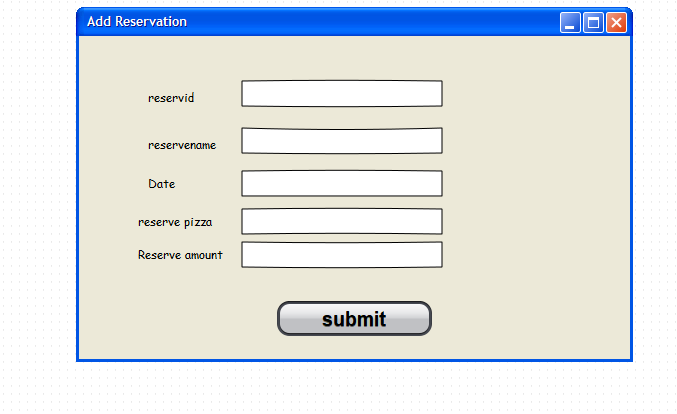 Add Reservation
reservid
reservename
Date
reserve pizza
Reserve amount
submit